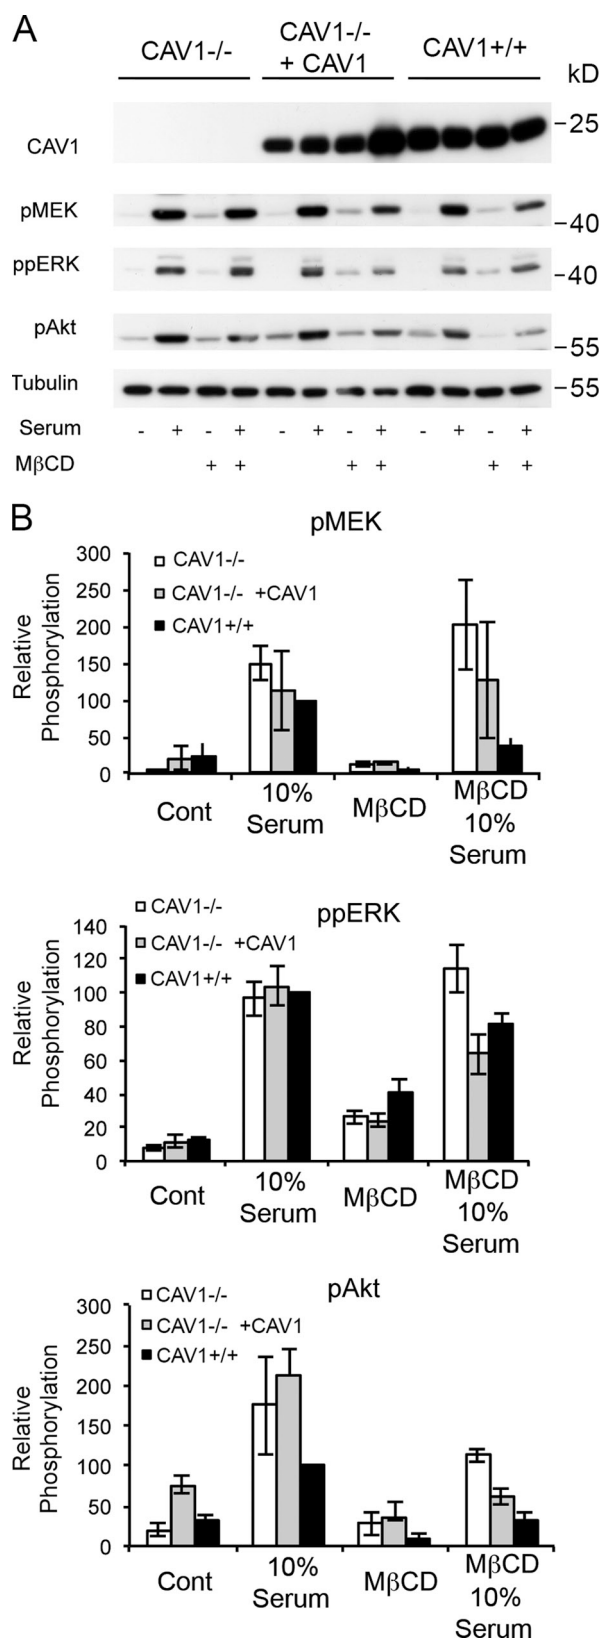 A
CAV1-/-
CAV1-/-
+ CAV1
CAV1+/+
kD
CAV1
-25
pMEK
-40
ppERK
-40
pAkt
-55
Tubulin
-55
Serum - + - + - + - + - + - +
MβCD + + + + + +
B
pMEK
Relative
Phosphorylation
300
250
200
150
100
50
0
CAV1-/-
CAV1-/- +CAV1
CAV1+/+
Cont
10%
Serum
MβCD
MβCD
10%
Serum
ppERK
Relative
Phosphorylation
140
120
100
80
60
40
20
0
CAV1-/-
CAV1-/- +CAV1
CAV1+/+
Cont
10%
Serum
MβCD
MβCD
10%
Serum
pAkt
Relative
Phosphorylation
300
250
200
150
100
50
0
CAV1-/-
CAV1-/- +CAV1
CAV1+/+
Cont
10%
Serum
MβCD
MβCD
10%
Serum